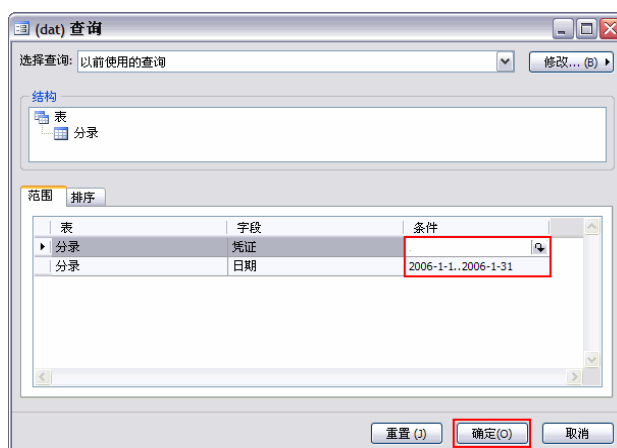 (dat) 查询
选择查询: 以前使用的查询 修改... (B)
结构
表
分录
范围 排序
表 字段 条件
分录 凭证
分录 日期 2006-1-1..2006-1-31
重置 (J) 确定(O) 取消